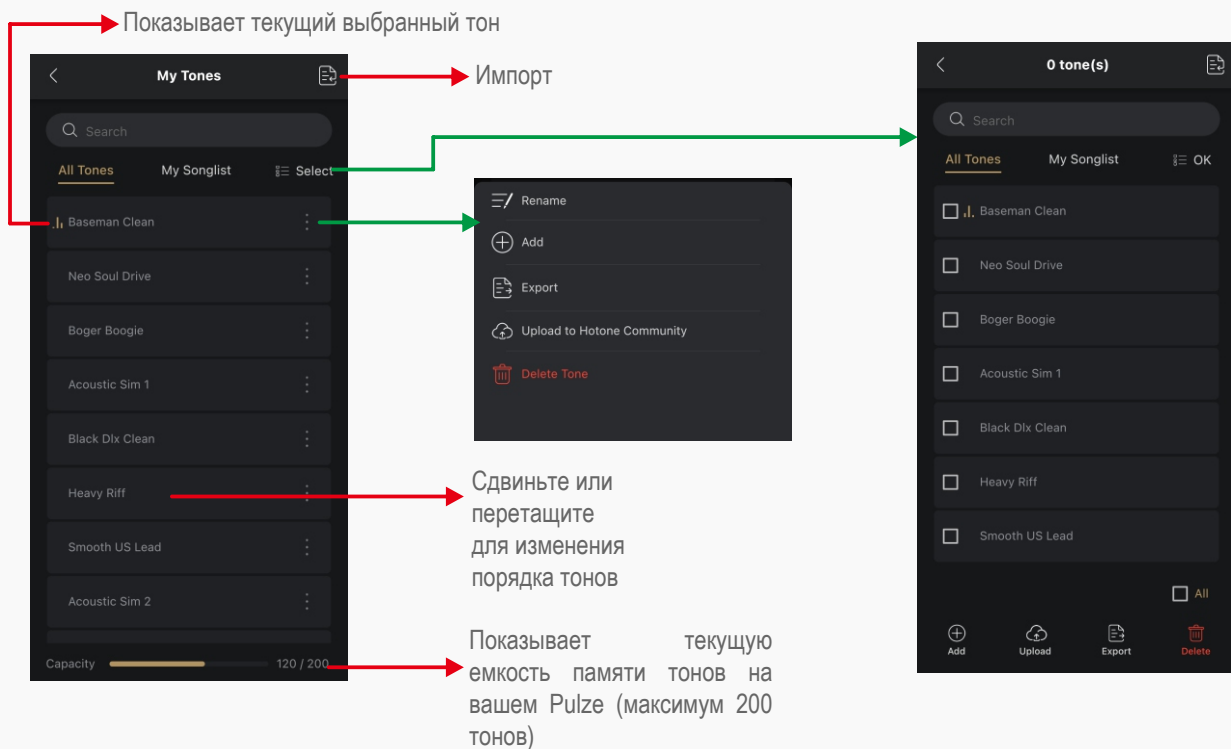 Показывает текущий выбранный тон
My Tones
Импорт
Search
All Tones My Songlist Select
Baseman Clean
Neo Soul Drive
Boger Boogie
Acoustic Sim 1
Black Dlx Clean
Heavy Riff
Smooth US Lead
Acoustic Sim 2
Capacity 120 / 200
Rename
Add
Export
Upload to Hotone Community
Delete Tone
Сдвиньте или
перетащите
для изменения
порядка тонов
Показывает текущую
емкость памяти тонов на
вашем Pulze (максимум 200
тонов)
0 tone(s)
Search
All Tones My Songlist OK
Baseman Clean
Neo Soul Drive
Boger Boogie
Acoustic Sim 1
Black Dlx Clean
Heavy Riff
Smooth US Lead
All
Add Upload Export Delete